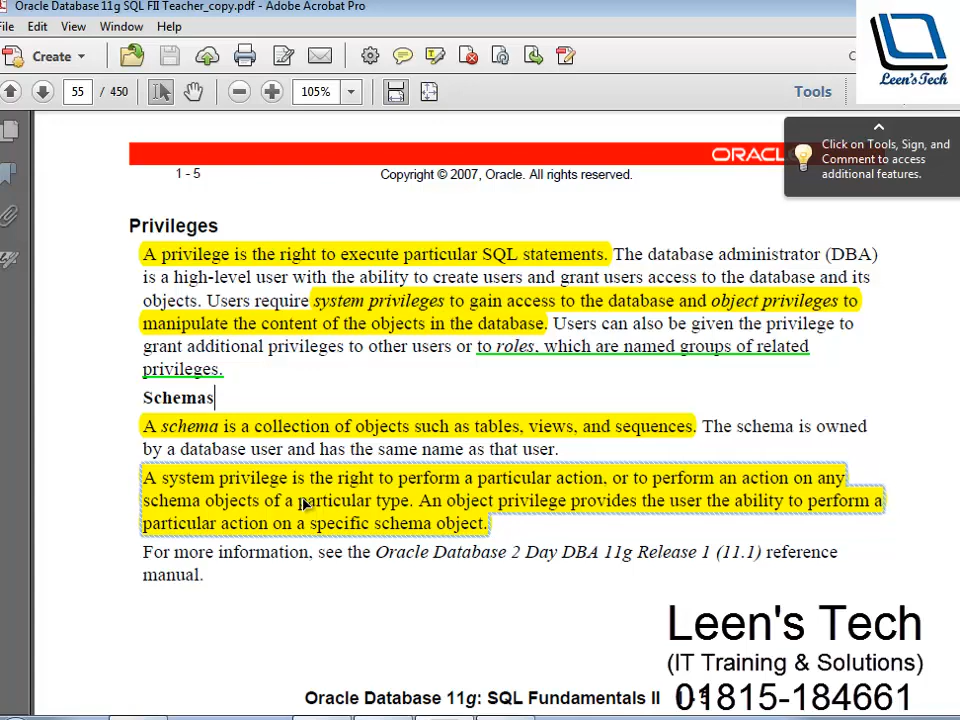 Oracle Database 11g SQL FII Teacher_copy.pdf - Adobe Acrobat Pro
File Edit View Window Help
Create
55 / 450
105%
Tools
Leen'sTech
Click on Tools, Sign, and
Comment to access
additional features.
ORACL
1 - 5 Copyright © 2007, Oracle. All rights reserved.
Privileges
A privilege is the right to execute particular SQL statements. The database administrator (DBA)
is a high-level user with the ability to create users and grant users access to the database and its
objects. Users require system privileges to gain access to the database and object privileges to
manipulate the content of the objects in the database. Users can also be given the privilege to
grant additional privileges to other users or to roles, which are named groups of related
privileges.
Schemas
A schema is a collection of objects such as tables, views, and sequences. The schema is owned
by a database user and has the same name as that user.
A system privilege is the right to perform a particular action, or to perform an action on any
schema objects of a particular type. An object privilege provides the user the ability to perform a
particular action on a specific schema object.
For more information, see the Oracle Database 2 Day DBA 11g Release 1 (11.1) reference
manual.
Leen's Tech
(IT Training & Solutions)
01815-184661
Oracle Database 11g: SQL Fundamentals II